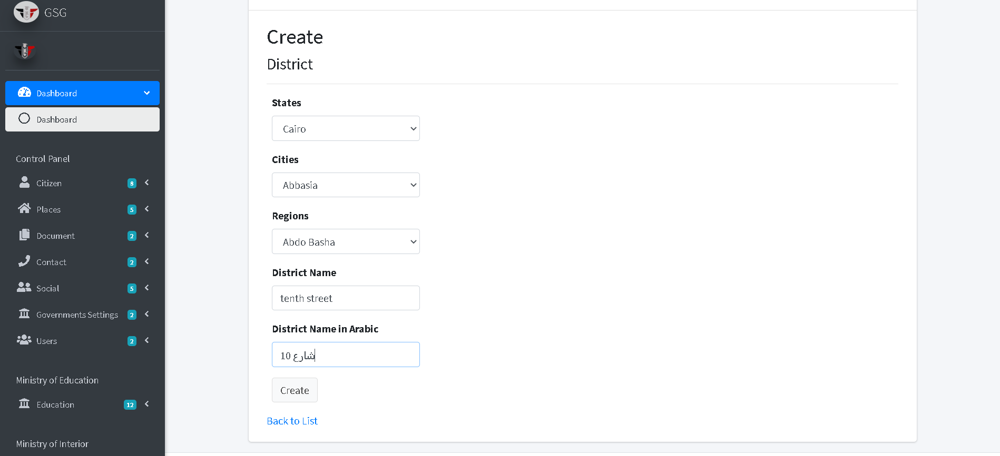 GSG
Dashboard
Dashboard
Control Panel
Citizen 8
Places 5
Document 2
Contact 2
Social 5
Governments Settings 2
Users 2
Ministry of Education
Education 12
Ministry of Interior
Create
District
States
Cairo
Cities
Abbasia
Regions
Abdo Basha
District Name
tenth street
District Name in Arabic
شارع 10
Create
Back to List